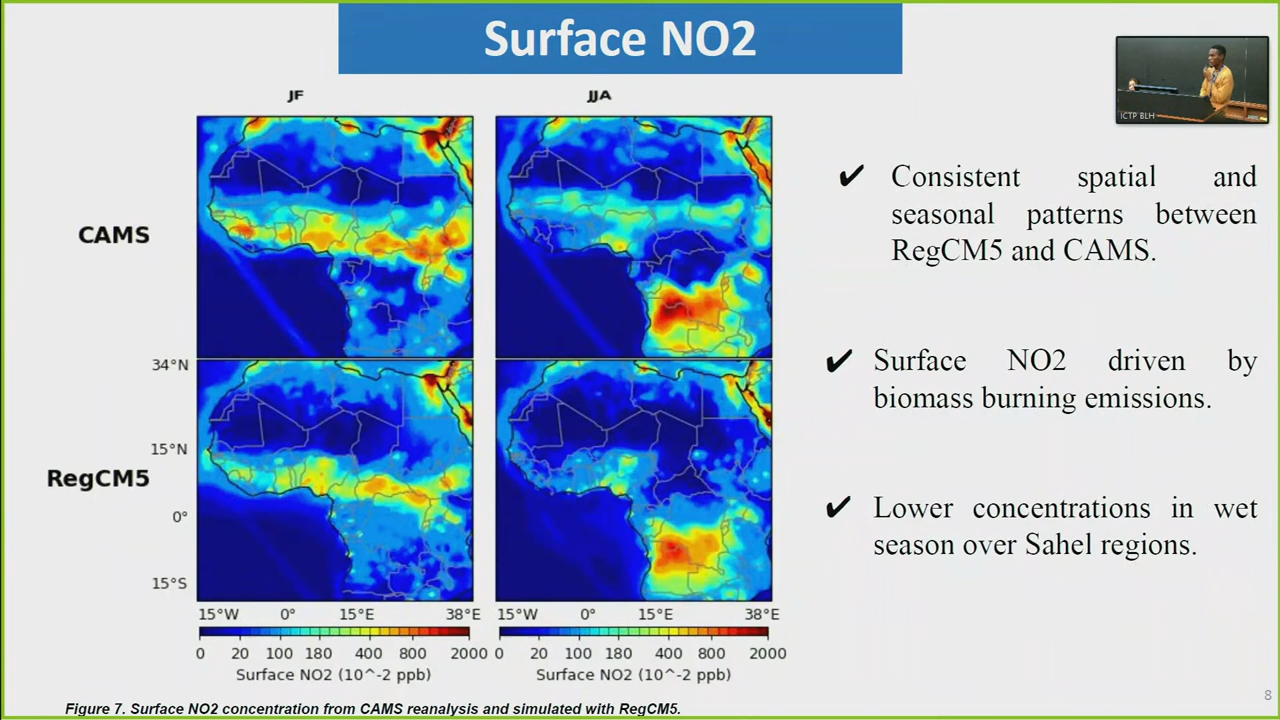 Surface NO2
JF
JJA
ICTP BLH
CAMS
RegCM5
34°N
15°N
0°
15°S
15°W 0° 15°E 38°E
15°W 0° 15°E 38°E
0 20 100 180 400 800 2000
0 20 100 180 400 800 2000
Surface NO2 (10^-2 ppb)
Surface NO2 (10^-2 ppb)
✔ Consistent spatial and
seasonal patterns between
RegCM5 and CAMS.
✔ Surface NO2 driven by
biomass burning emissions.
✔ Lower concentrations in wet
season over Sahel regions.
Figure 7. Surface NO2 concentration from CAMS reanalysis and simulated with RegCM5.
8